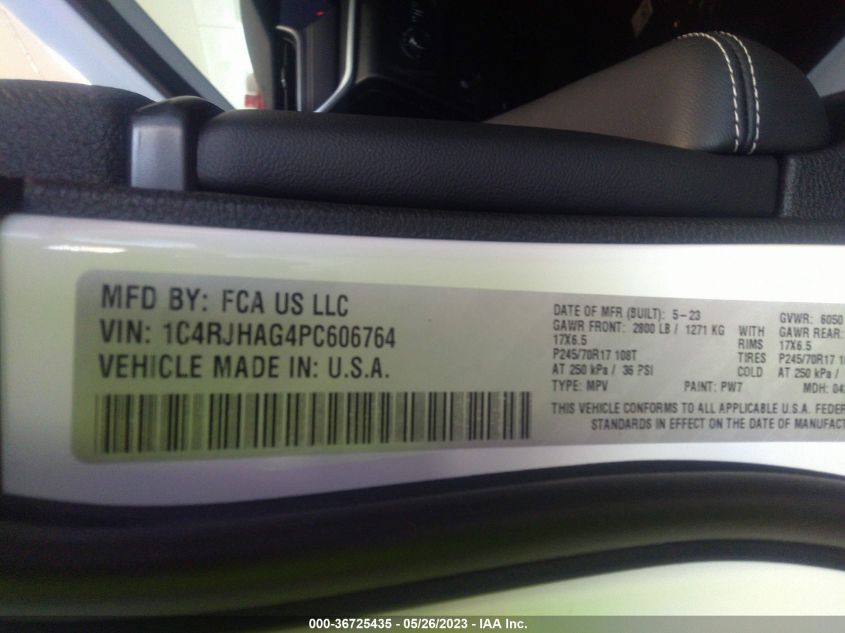 MFD BY: FCA US LLC
VIN: 1C4RJHAG4PC606764
VEHICLE MADE IN: U.S.A.
DATE OF MFR (BUILT): 5-23
GAWR FRONT: 2800 LB / 1271 KG
17X6.5
P245/70R17 108T
AT 250 kPa / 36 PSI
TYPE: MPV PAINT: PW7
WITH
RIMS
TIRES
COLD
GVWR: 6050
GAWR REAR:
17X6.5
P245/70R17
AT 250 kPa /
MDH:
THIS VEHICLE CONFORMS TO ALL APPLICABLE U.S.A.
STANDARDS IN EFFECT ON THE DATE OF
000-36725435 - 05/26/2023 - IAA Inc.